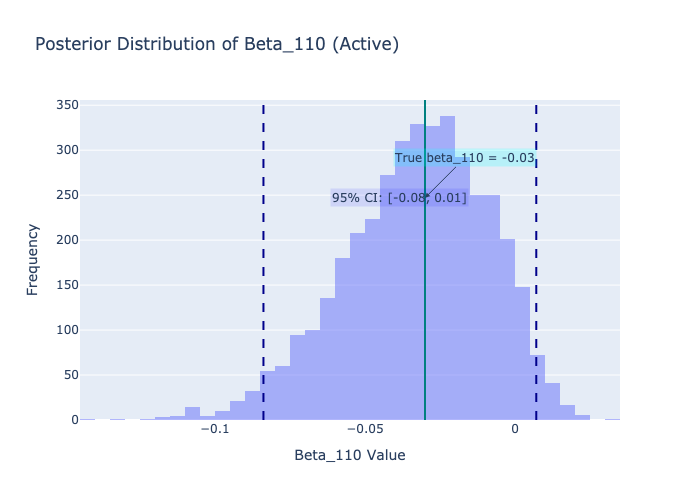 Posterior Distribution of Beta_110 (Active)
350
300
250
200
150
100
50
0
Frequency
True beta_110 = -0.03
95% CI: [-0.08, 0.01]
−0.1
−0.05
0
Beta_110 Value